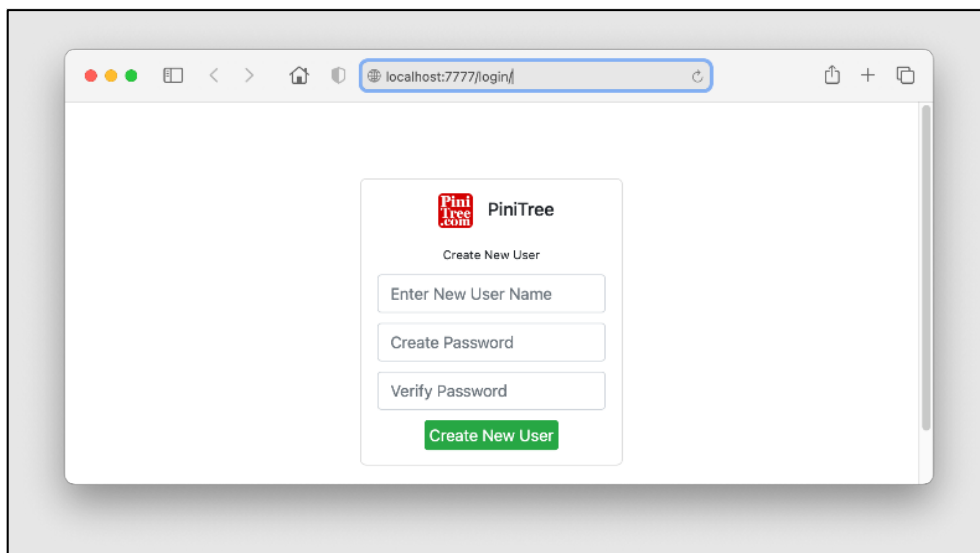 localhost:7777/login/
Pini
Tree
.com
PiniTree
Create New User
Enter New User Name
Create Password
Verify Password
Create New User